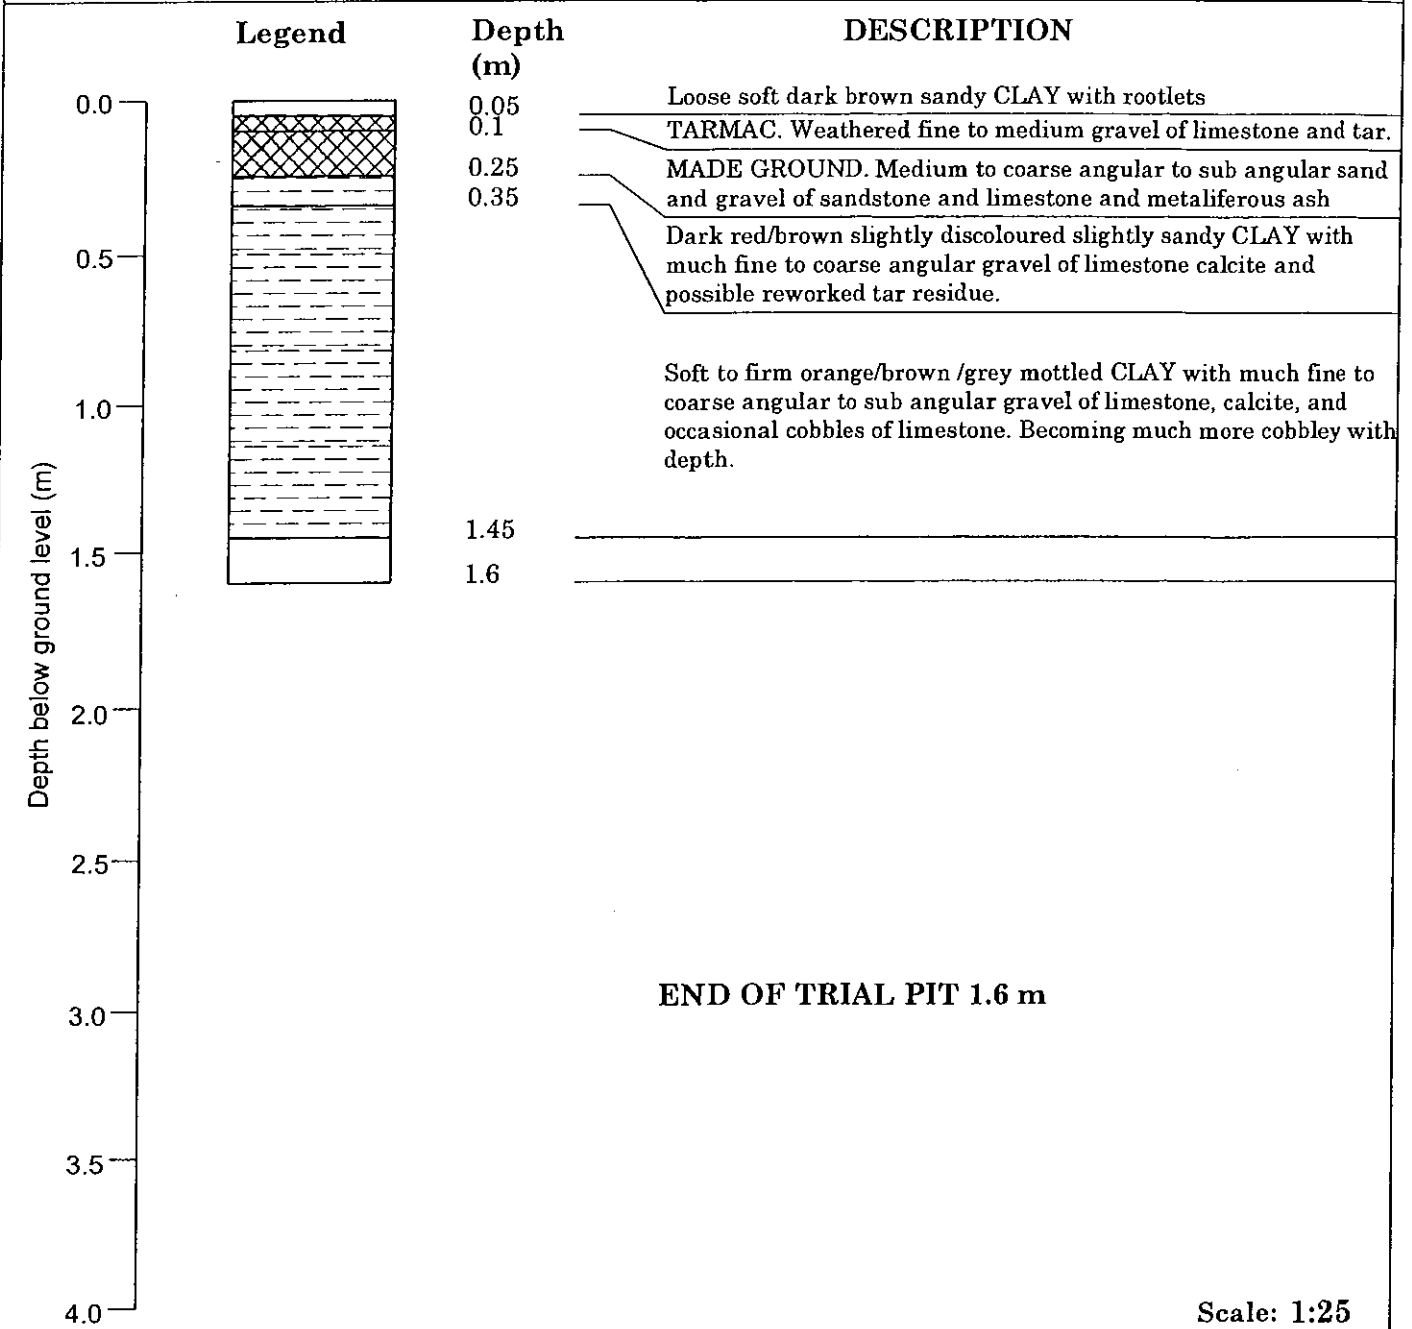 Legend
Depth
(m)
DESCRIPTION
0.0
0.05
Loose soft dark brown sandy CLAY with rootlets
0.1
TARMAC. Weathered fine to medium gravel of limestone and tar.
0.25
MADE GROUND. Medium to coarse angular to sub angular sand
and gravel of sandstone and limestone and metaliferous ash
0.35
Dark red/brown slightly discoloured slightly sandy CLAY with
much fine to coarse angular gravel of limestone calcite and
possible reworked tar residue.
0.5
Soft to firm orange/brown /grey mottled CLAY with much fine to
coarse angular to sub angular gravel of limestone, calcite, and
occasional cobbles of limestone. Becoming much more cobbley with
depth.
1.0
1.45
1.5
1.6
Depth below ground level (m)
2.0
2.5
END OF TRIAL PIT 1.6 m
3.0
3.5
4.0
Scale: 1:25